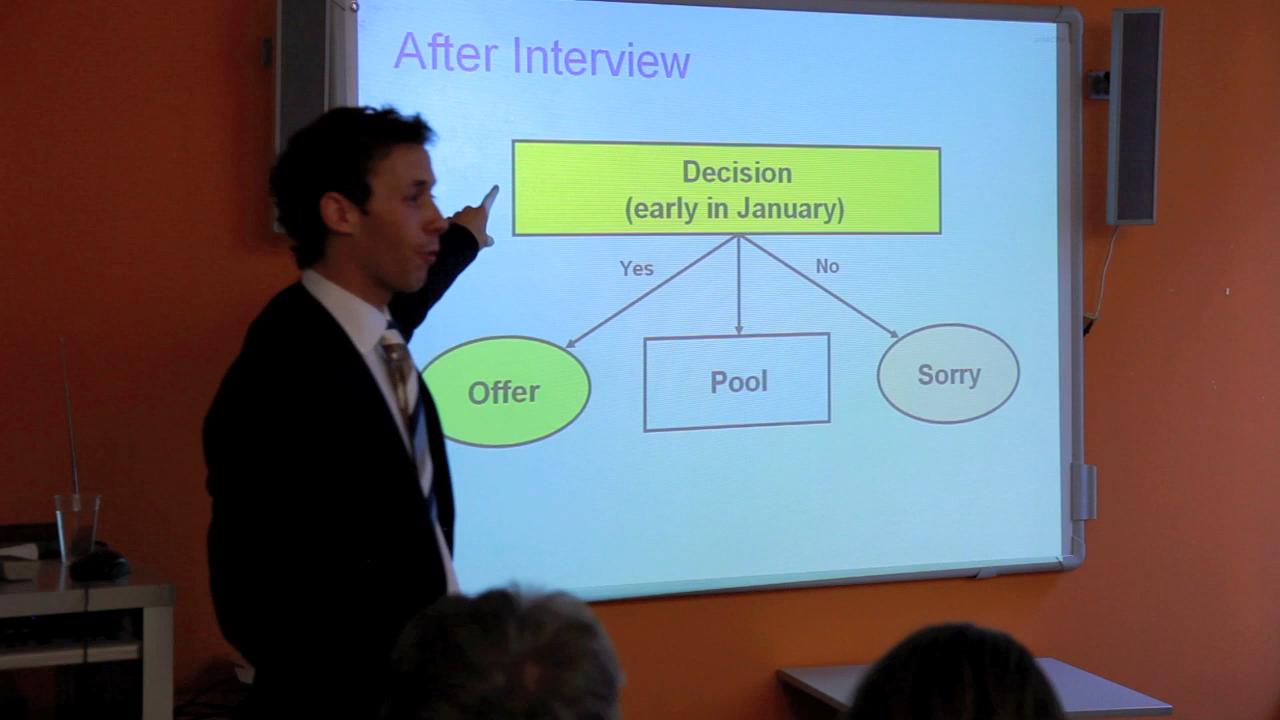 After Interview
Decision
(early in January)
Yes
No
Offer
Pool
Sorry